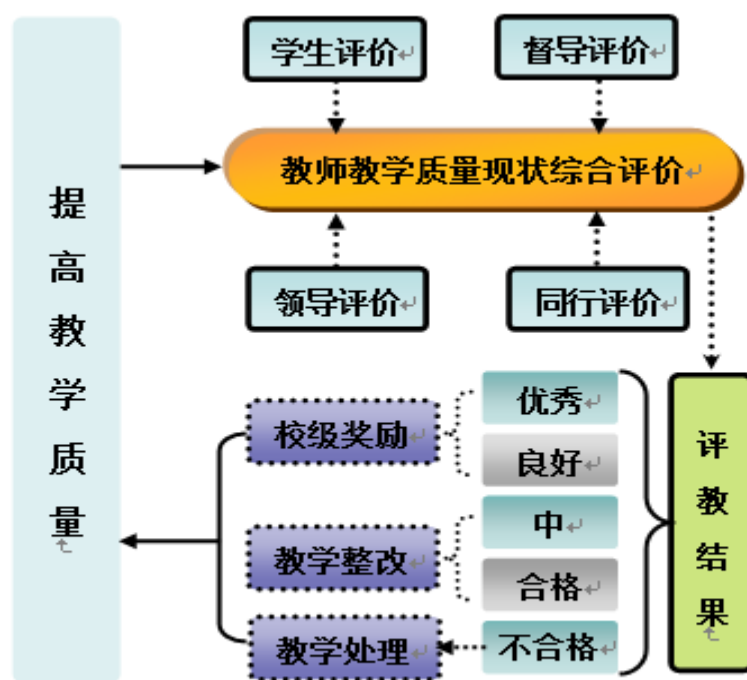 学生评价
督导评价
教师教学质量现状综合评价
领导评价
同行评价
提高教学质量
校级奖励
优秀
良好
教学整改
中
合格
教学处理
不合格
评教结果